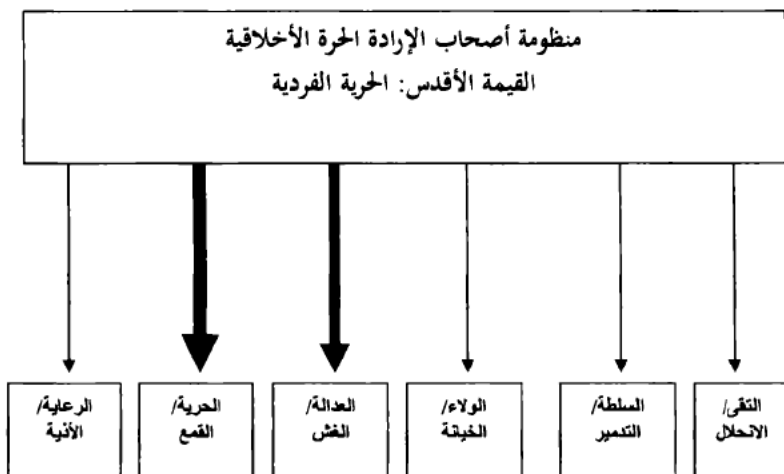 منظومة أصحاب الإرادة الحرة الأخلاقية
القيمة الأقدس: الحرية الفردية
التقى/
الانحلال
السلطة/
التدمير
الولاء/
الخيانة
العدالة/
الغش
الحرية/
القمع
الرعاية/
الأذية